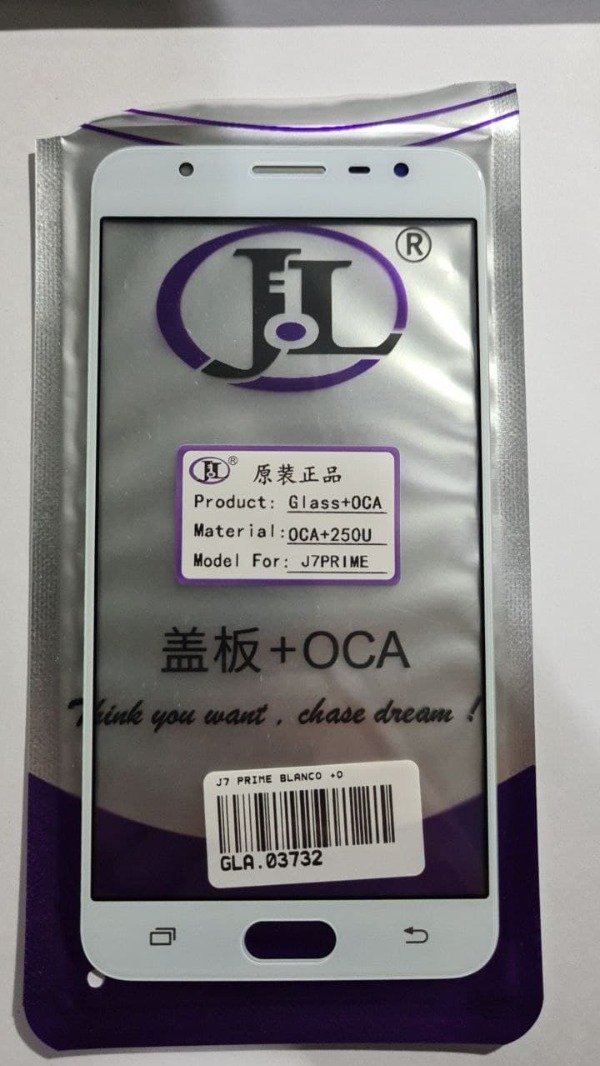 JL ®
JL ® 原装正品
Product: Glass+OCA
Material: OCA+250U
Model For: J7PRIME
盖板+OCA
Think you want , chase dream !
J7 PRIME BLANCO +O
GLA.03732